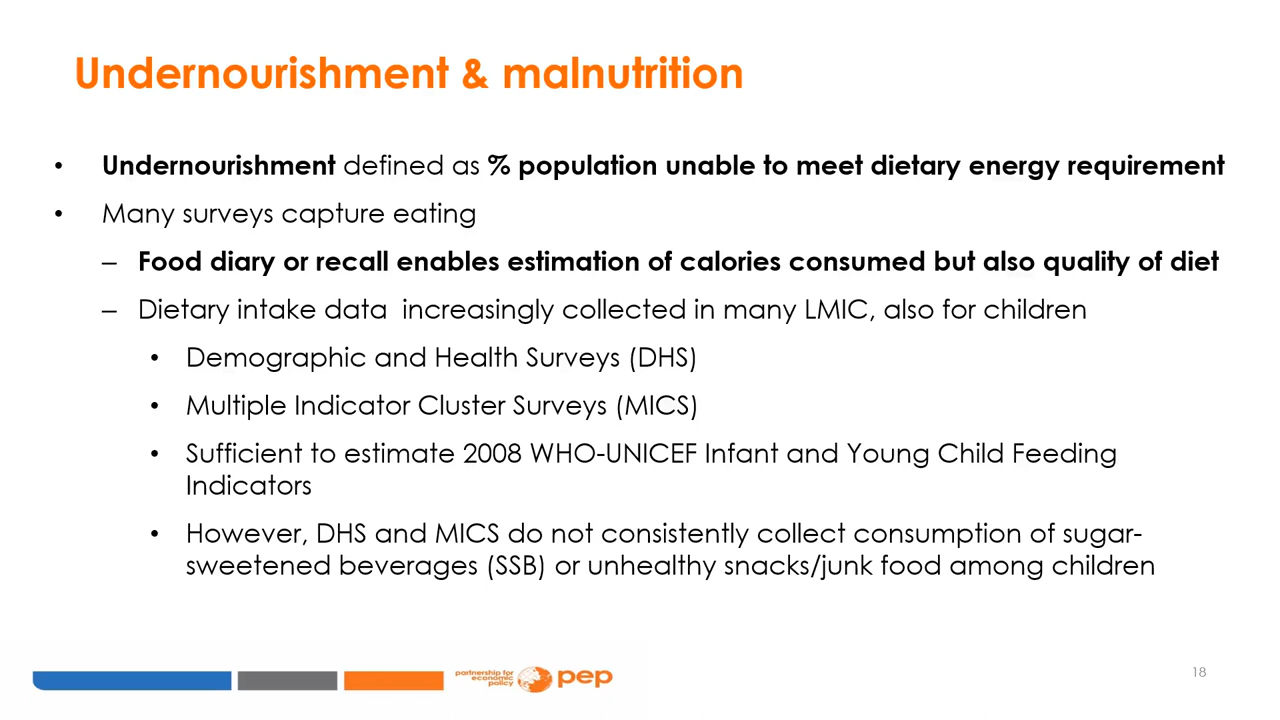 Undernourishment & malnutrition
• Undernourishment defined as % population unable to meet dietary energy requirement
• Many surveys capture eating
– Food diary or recall enables estimation of calories consumed but also quality of diet
– Dietary intake data  increasingly collected in many LMIC, also for children
• Demographic and Health Surveys (DHS)
• Multiple Indicator Cluster Surveys (MICS)
• Sufficient to estimate 2008 WHO-UNICEF Infant and Young Child Feeding
Indicators
• However, DHS and MICS do not consistently collect consumption of sugar-
sweetened beverages (SSB) or unhealthy snacks/junk food among children
partnership for
economic
policy
pep
18